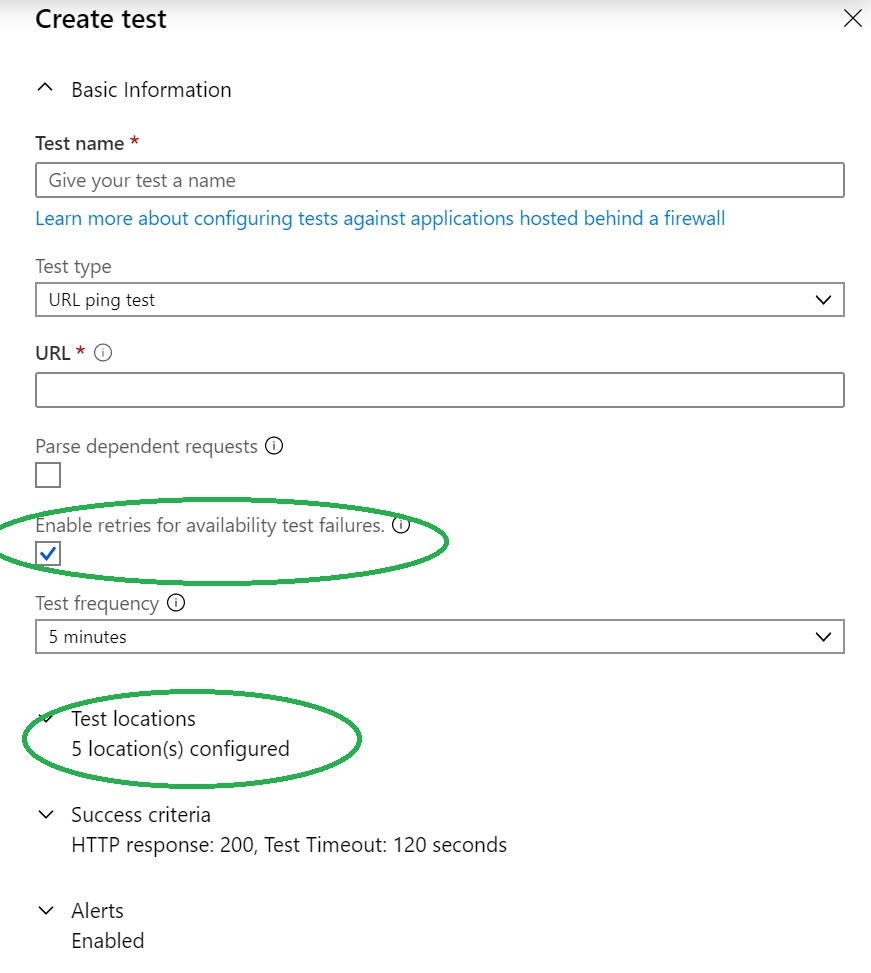 Create test
Basic Information
Test name *
Give your test a name
Learn more about configuring tests against applications hosted behind a firewall
Test type
URL ping test
URL *
Parse dependent requests
Enable retries for availability test failures.
Test frequency
5 minutes
Test locations
5 location(s) configured
Success criteria
HTTP response: 200, Test Timeout: 120 seconds
Alerts
Enabled